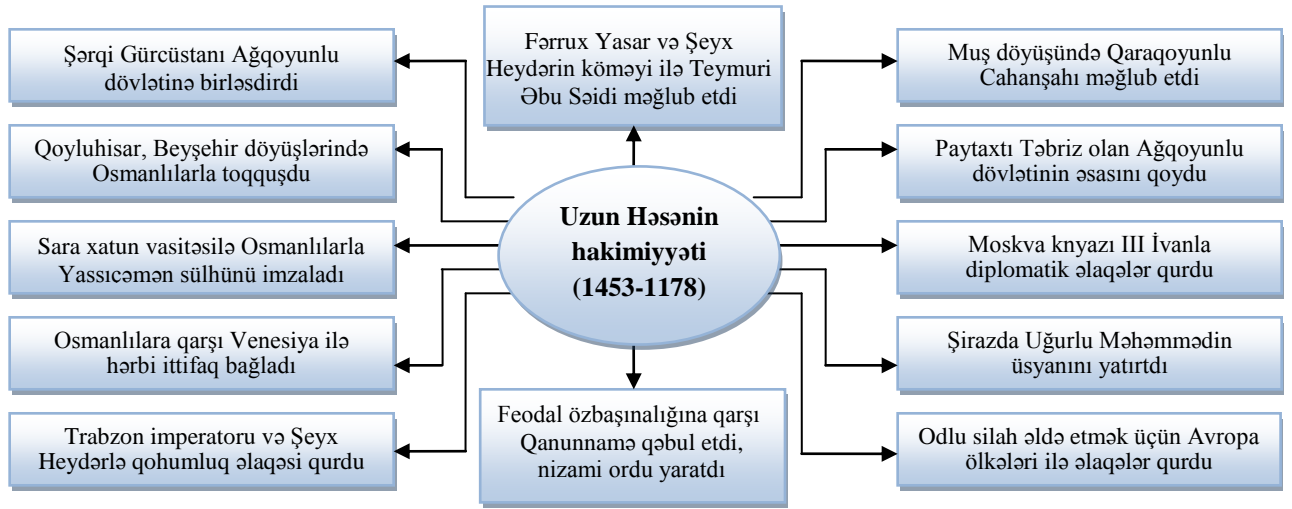 Şərqi Gürcüstanı Ağqoyunlu
dövlətinə birləsdirdi
Qoyluhisar, Beyşehir döyüşlərində
Osmanlılarla toqquşdu
Sara xatun vasitəsilə Osmanlılarla
Yassıcəmən sülhünü imzaladı
Osmanlılara qarşı Venesiya ilə
hərbi ittifaq bağladı
Trabzon imperatoru və Şeyx
Heydərlə qohumluq əlaqəsi qurdu
Fərrux Yasar və Şeyx
Heydərin köməyi ilə Teymuri
Əbu Səidi məğlub etdi
Uzun Həsənin
hakimiyyəti
(1453-1178)
Feodal özbaşınalığına qarşı
Qanunnamə qəbul etdi,
nizami ordu yaratdı
Muş döyüşündə Qaraqoyunlu
Cahanşahı məğlub etdi
Paytaxtı Təbriz olan Ağqoyunlu
dövlətinin əsasını qoydu
Moskva knyazı III İvanla
diplomatik əlaqələr qurdu
Şirazda Uğurlu Məhəmmədin
üsyanını yatırtdı
Odlu silah əldə etmək üçün Avropa
ölkələri ilə əlaqələr qurdu